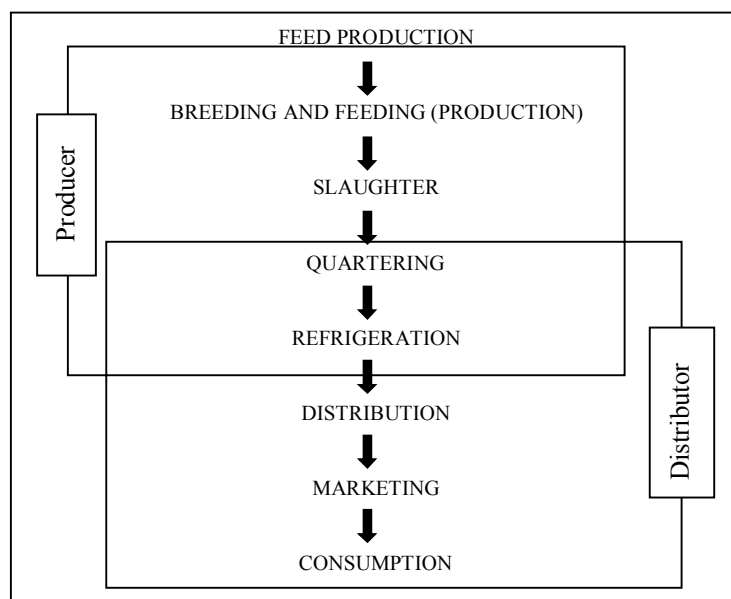 FEED PRODUCTION
BREEDING AND FEEDING (PRODUCTION)
SLAUGHTER
QUARTERING
REFRIGERATION
DISTRIBUTION
MARKETING
CONSUMPTION
Producer
Distributor